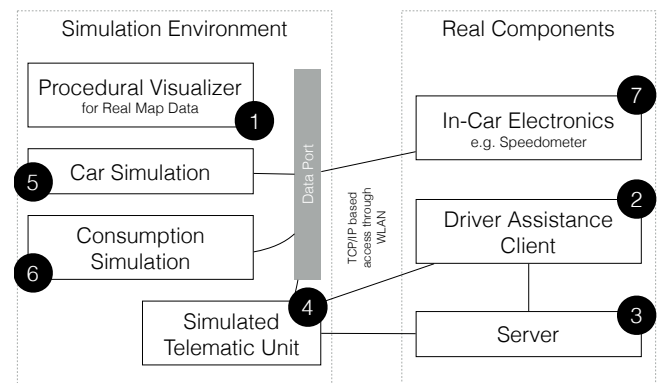 Simulation Environment
Real Components
Procedural Visualizer
for Real Map Data
1
5
Car Simulation
6
Consumption
Simulation
Data Port
4
Simulated
Telematic Unit
TCP/IP based
access through
WLAN
7
In-Car Electronics
e.g. Speedometer
2
Driver Assistance
Client
3
Server